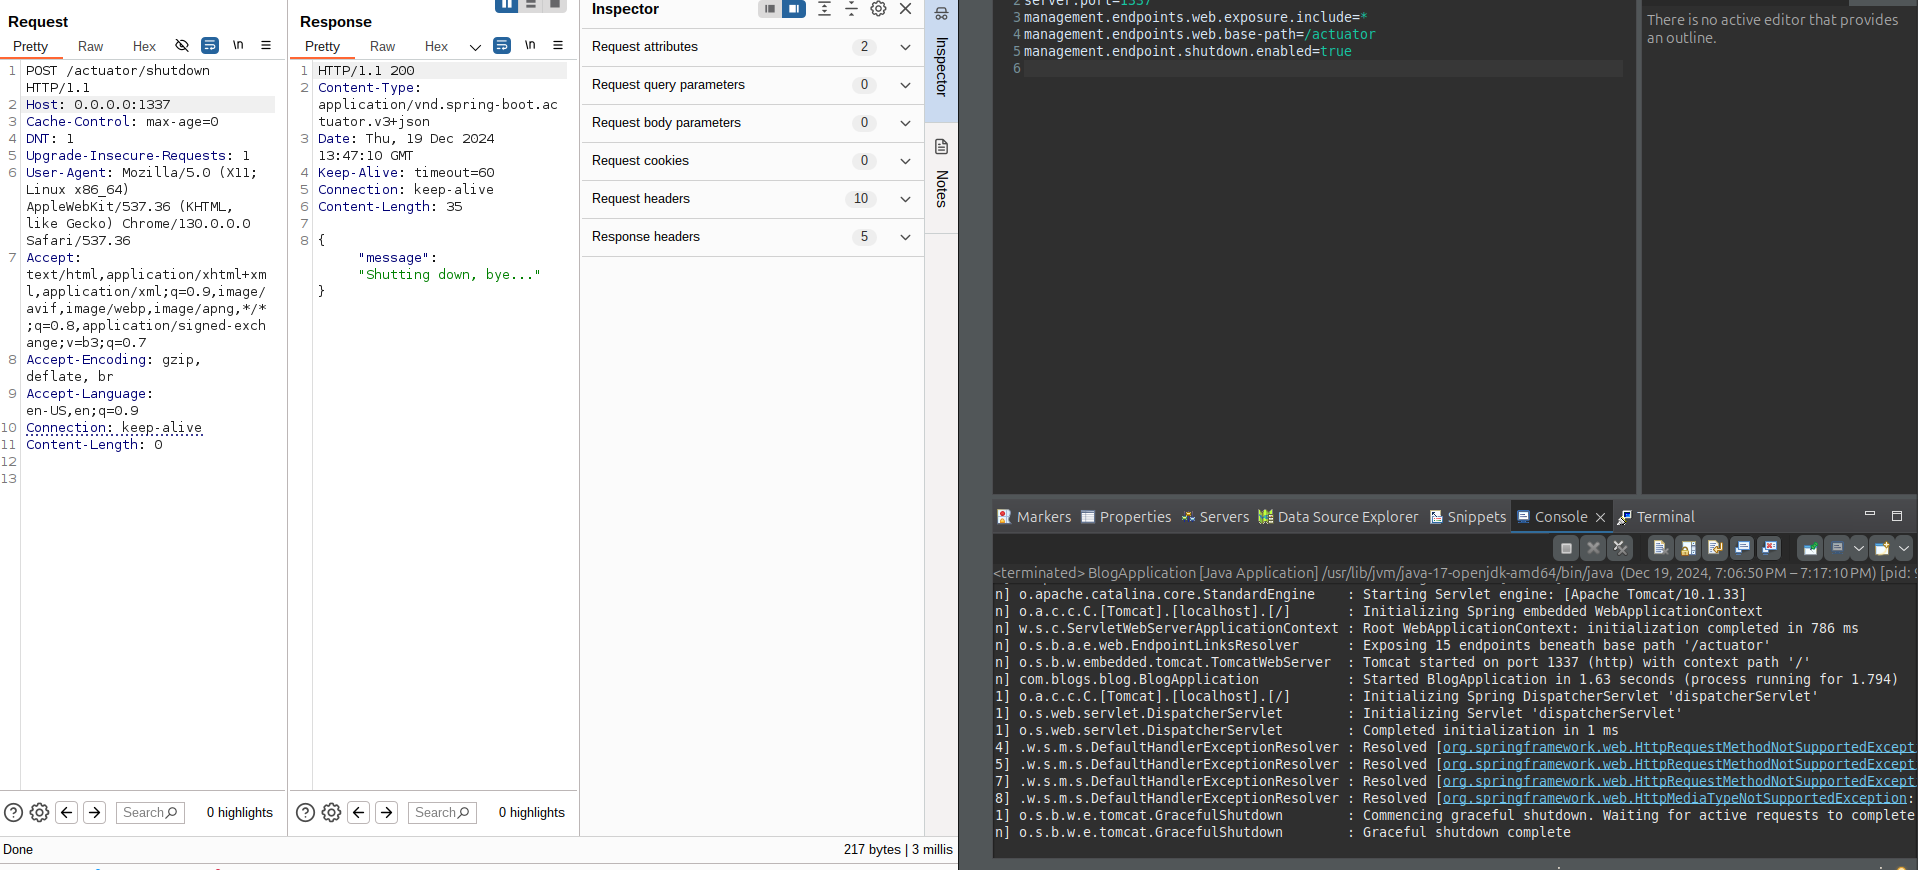 Request
Pretty Raw Hex \n
1 POST /actuator/shutdown
HTTP/1.1
2 Host: 0.0.0.0:1337
3 Cache-Control: max-age=0
4 DNT: 1
5 Upgrade-Insecure-Requests: 1
6 User-Agent: Mozilla/5.0 (X11;
Linux x86_64)
AppleWebKit/537.36 (KHTML,
like Gecko) Chrome/130.0.0.0
Safari/537.36
7 Accept:
text/html,application/xhtml+xm
l,application/xml;q=0.9,image/
avif,image/webp,image/apng,*/*
;q=0.8,application/signed-exch
ange;v=b3;q=0.7
8 Accept-Encoding: gzip,
deflate, br
9 Accept-Language:
en-US,en;q=0.9
10 Connection: keep-alive
11 Content-Length: 0
12
13
Search
0 highlights
Response
Pretty Raw Hex \n
1 HTTP/1.1 200
2 Content-Type:
application/vnd.spring-boot.ac
tuator.v3+json
3 Date: Thu, 19 Dec 2024
13:47:10 GMT
4 Keep-Alive: timeout=60
5 Connection: keep-alive
6 Content-Length: 35
7
8 {
"message":
"Shutting down, bye..."
}
Search
0 highlights
Inspector
Request attributes 2
Request query parameters 0
Request body parameters 0
Request cookies 0
Request headers 10
Response headers 5
Inspector
Notes
Done
217 bytes | 3 millis
2 server.port=1337
3 management.endpoints.web.exposure.include=*
4 management.endpoints.web.base-path=/actuator
5 management.endpoint.shutdown.enabled=true
6
There is no active editor that provides
an outline.
Markers Properties Servers Data Source Explorer Snippets Console Terminal
<terminated> BlogApplication [Java Application] /usr/lib/jvm/java-17-openjdk-amd64/bin/java (Dec 19, 2024, 7:06:50 PM – 7:17:10 PM) [pid:
n] o.apache.catalina.core.StandardEngine : Starting Servlet engine: [Apache Tomcat/10.1.33]
n] o.a.c.c.C.[Tomcat].[localhost].[/] : Initializing Spring embedded WebApplicationContext
n] w.s.c.ServletWebServerApplicationContext : Root WebApplicationContext: initialization completed in 786 ms
n] o.s.b.a.e.web.EndpointLinksResolver : Exposing 15 endpoints beneath base path '/actuator'
n] o.s.b.w.embedded.tomcat.TomcatWebServer : Tomcat started on port 1337 (http) with context path '/'
n] com.blogs.blog.BlogApplication : Started BlogApplication in 1.63 seconds (process running for 1.794)
1] o.a.c.c.C.[Tomcat].[localhost].[/] : Initializing Spring DispatcherServlet 'dispatcherServlet'
1] o.s.web.servlet.DispatcherServlet : Initializing Servlet 'dispatcherServlet'
1] o.s.web.servlet.DispatcherServlet : Completed initialization in 1 ms
4] .w.s.m.s.DefaultHandlerExceptionResolver : Resolved [org.springframework.web.HttpRequestMethodNotSupportedExcept
5] .w.s.m.s.DefaultHandlerExceptionResolver : Resolved [org.springframework.web.HttpRequestMethodNotSupportedExcept
7] .w.s.m.s.DefaultHandlerExceptionResolver : Resolved [org.springframework.web.HttpRequestMethodNotSupportedExcept
8] .w.s.m.s.DefaultHandlerExceptionResolver : Resolved [org.springframework.web.HttpMediaTypeNotSupportedException:
1] o.s.b.w.e.tomcat.GracefulShutdown : Commencing graceful shutdown. Waiting for active requests to complete
n] o.s.b.w.e.tomcat.GracefulShutdown : Graceful shutdown complete